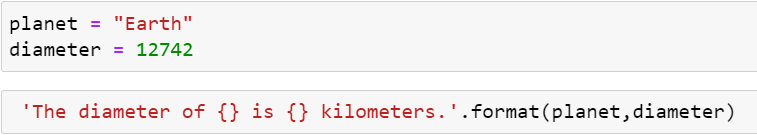 planet = "Earth"
diameter = 12742
'The diameter of {} is {} kilometers.'.format(planet,diameter)